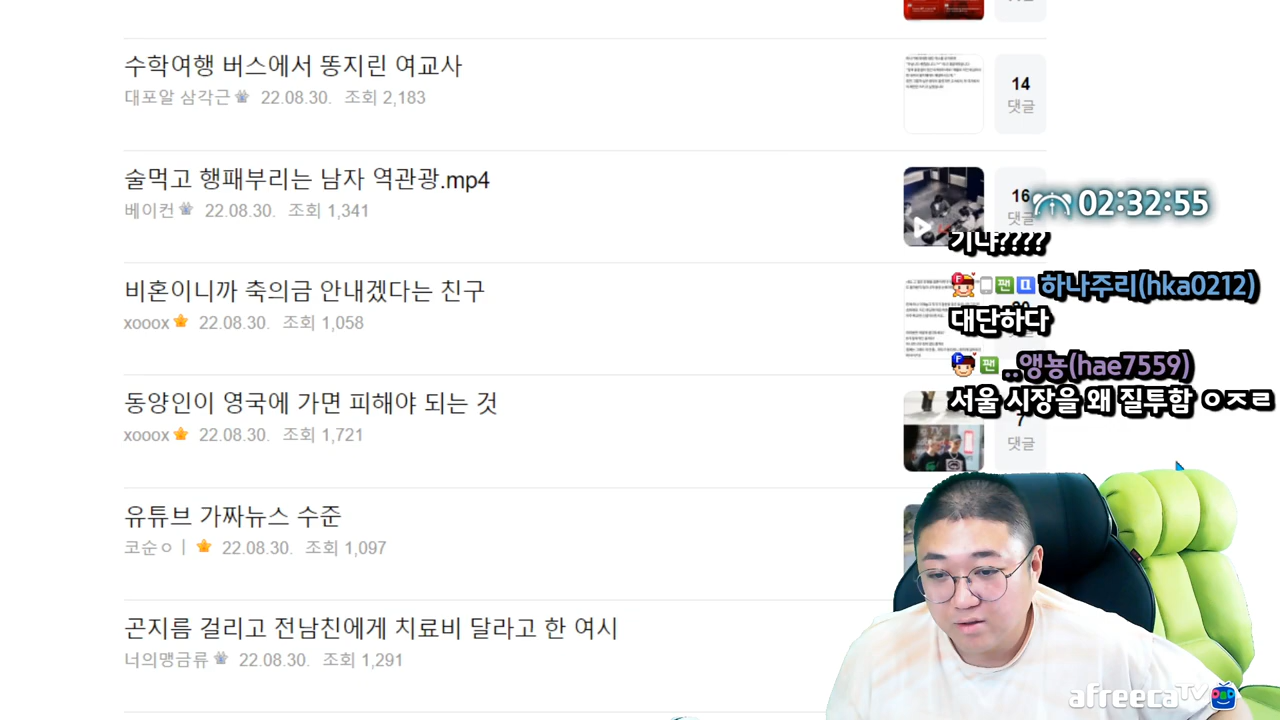 수학여행 버스에서 똥지린 여교사
대포알 삼각근 22.08.30. 조회 2,183
14
댓글
술먹고 행패부리는 남자 역관광.mp4
베이컨 22.08.30. 조회 1,341
16
댓글
02:32:55
기냐????
비혼이니까 축의금 안내겠다는 친구
xooox 22.08.30. 조회 1,058
하나주리(hka0212)
대단하다
..앵뇽(hae7559)
서울 시장을 왜 질투함 ㅇㅈㄹ
동양인이 영국에 가면 피해야 되는 것
xooox 22.08.30. 조회 1,721
7
댓글
유튜브 가짜뉴스 수준
코순ㅇㅣ 22.08.30. 조회 1,097
곤지름 걸리고 전남친에게 치료비 달라고 한 여시
너의맹금류 22.08.30. 조회 1,291
afreecaTV